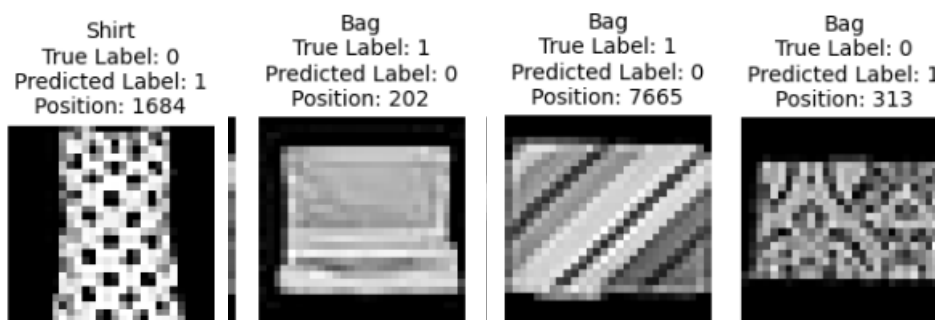 Shirt
True Label: 0
Predicted Label: 1
Position: 1684
Bag
True Label: 1
Predicted Label: 0
Position: 202
Bag
True Label: 1
Predicted Label: 0
Position: 7665
Bag
True Label: 0
Predicted Label: 1
Position: 313